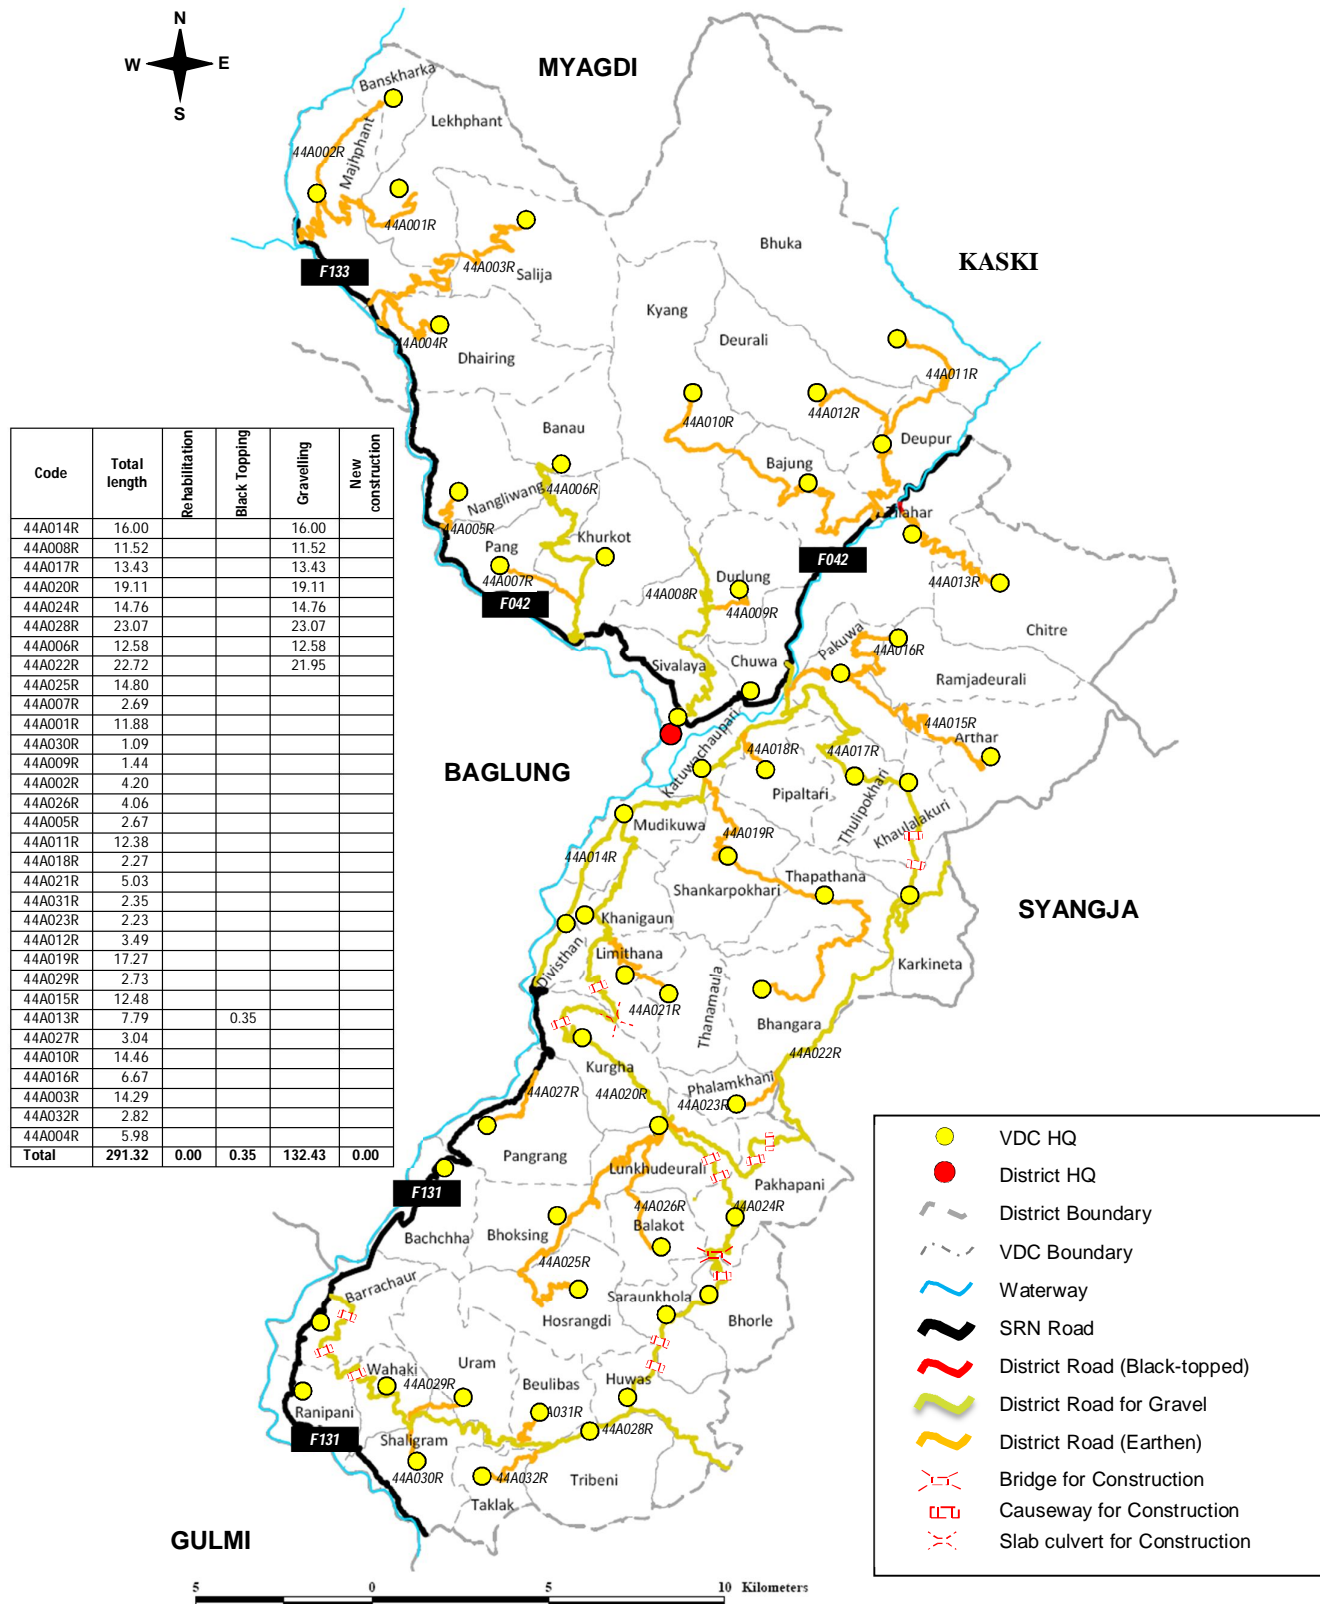 N
W E
S
MYAGDI
KASKI
BAGLUNG
SYANGJA
GULMI
Banskharka
Lekhphant
44A002R
Majhphant
44A001R
F133
44A003R
Salija
44A004R
Dhairing
Bhuka
Kyang
Deurali
44A011R
44A012R
44A010R
Deupur
Banau
Bajung
Nangliwang
44A006R
44A005R
Khurkot
Pang
44A007R
F042
Tilahar
F042
44A013R
Durlung
44A008R
44A009R
Chitre
Pakuwa
44A016R
Sivalaya
Chuwa
Ramjadeurali
44A015R
Arthar
Katuwachaupari
44A018R
44A017R
Pipaltari
Thulipokhari
Khaulalakuri
Mudikuwa
44A019R
44A014R
Shankarpokhari
Thapathana
Khanigaun
Limithana
Divisthan
Karkineta
44A021R
Thanamaula
Bhangara
44A022R
Kurgha
Phalamkhani
44A027R
44A020R
44A023R
Pangrang
Lunkhudeurali
Pakhapani
F131
44A026R
44A024R
Bachchha
Bhoksing
Balakot
44A025R
Barrachaur
Saraunkhola
Hosrangdi
Bhorle
Wahaki
Uram
44A029R
Beulibas
Huwas
Ranipani
A031R
44A028R
F131
Shaligram
44A030R
44A032R
Tribeni
Taklak
Code Total length Rehabilitation Black Topping Gravelling New construction
44A014R 16.00 16.00
44A008R 11.52 11.52
44A017R 13.43 13.43
44A020R 19.11 19.11
44A024R 14.76 14.76
44A028R 23.07 23.07
44A006R 12.58 12.58
44A022R 22.72 21.95
44A025R 14.80
44A007R 2.69
44A001R 11.88
44A030R 1.09
44A009R 1.44
44A002R 4.20
44A026R 4.06
44A005R 2.67
44A011R 12.38
44A018R 2.27
44A021R 5.03
44A031R 2.35
44A023R 2.23
44A012R 3.49
44A019R 17.27
44A029R 2.73
44A015R 12.48
44A013R 7.79 0.35
44A027R 3.04
44A010R 14.46
44A016R 6.67
44A003R 14.29
44A032R 2.82
44A004R 5.98
Total 291.32 0.00 0.35 132.43 0.00
VDC HQ
District HQ
District Boundary
VDC Boundary
Waterway
SRN Road
District Road (Black-topped)
District Road for Gravel
District Road (Earthen)
Bridge for Construction
Causeway for Construction
Slab culvert for Construction
5 0 5 10 Kilometers